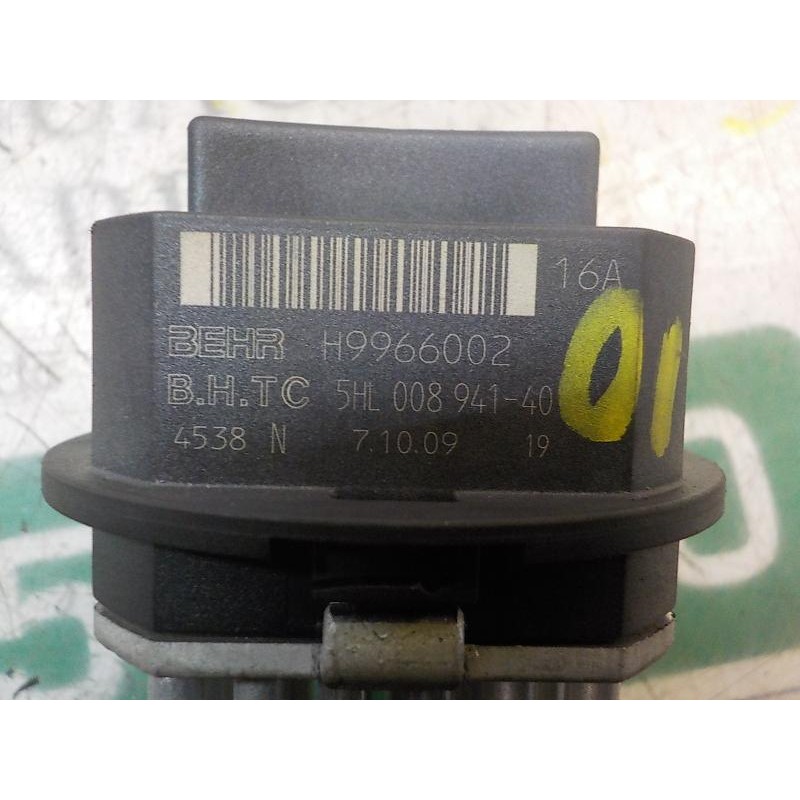 16A
BEHR H9966002
B.H.TC 5HL 008 941-40
4538 N 7.10.09 19